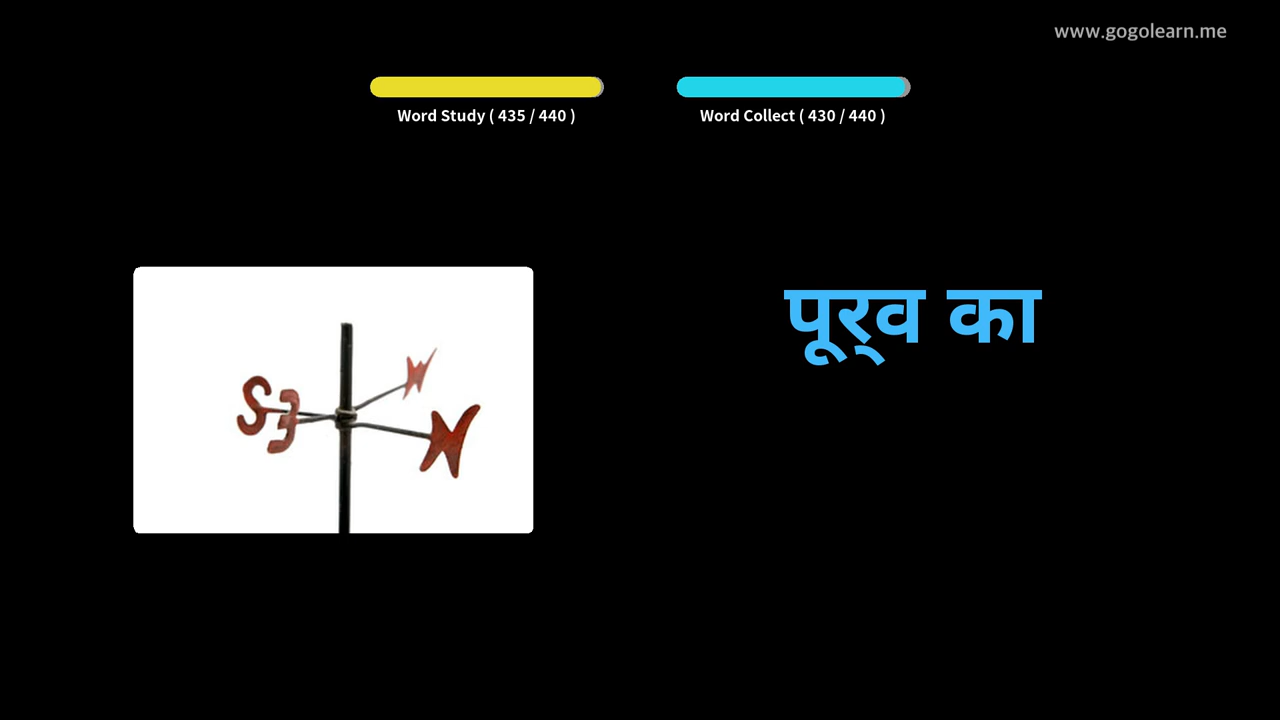 www.gogolearn.me
Word Study ( 435 / 440 )
Word Collect ( 430 / 440 )
पूर्व का
S E N